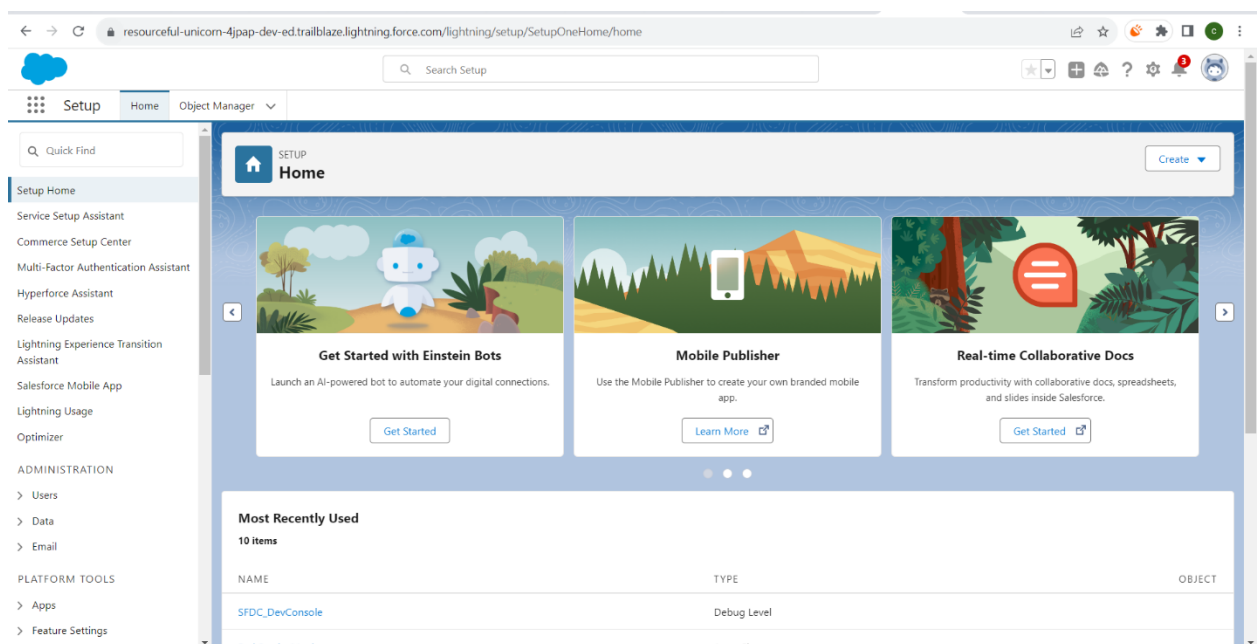 resourceful-unicorn-4jpap-dev-ed.trailblaze.lightning.force.com/lightning/setup/SetupOneHome/home
c
Search Setup
3
Setup
Home
Object Manager
Quick Find
Setup Home
Service Setup Assistant
Commerce Setup Center
Multi-Factor Authentication Assistant
Hyperforce Assistant
Release Updates
Lightning Experience Transition
Assistant
Salesforce Mobile App
Lightning Usage
Optimizer
ADMINISTRATION
Users
Data
Email
PLATFORM TOOLS
Apps
Feature Settings
SETUP
Home
Create
Get Started with Einstein Bots
Launch an AI-powered bot to automate your digital connections.
Get Started
Mobile Publisher
Use the Mobile Publisher to create your own branded mobile
app.
Learn More
Real-time Collaborative Docs
Transform productivity with collaborative docs, spreadsheets,
and slides inside Salesforce.
Get Started
Most Recently Used
10 items
NAME TYPE OBJECT
SFDC_DevConsole Debug Level